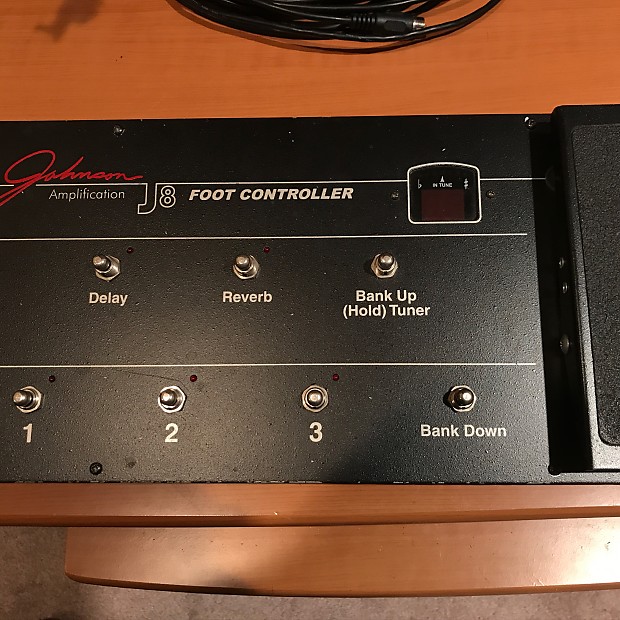 Johnson
Amplification
J8 FOOT CONTROLLER
IN TUNE
Delay
Reverb
Bank Up
(Hold) Tuner
1
2
3
Bank Down